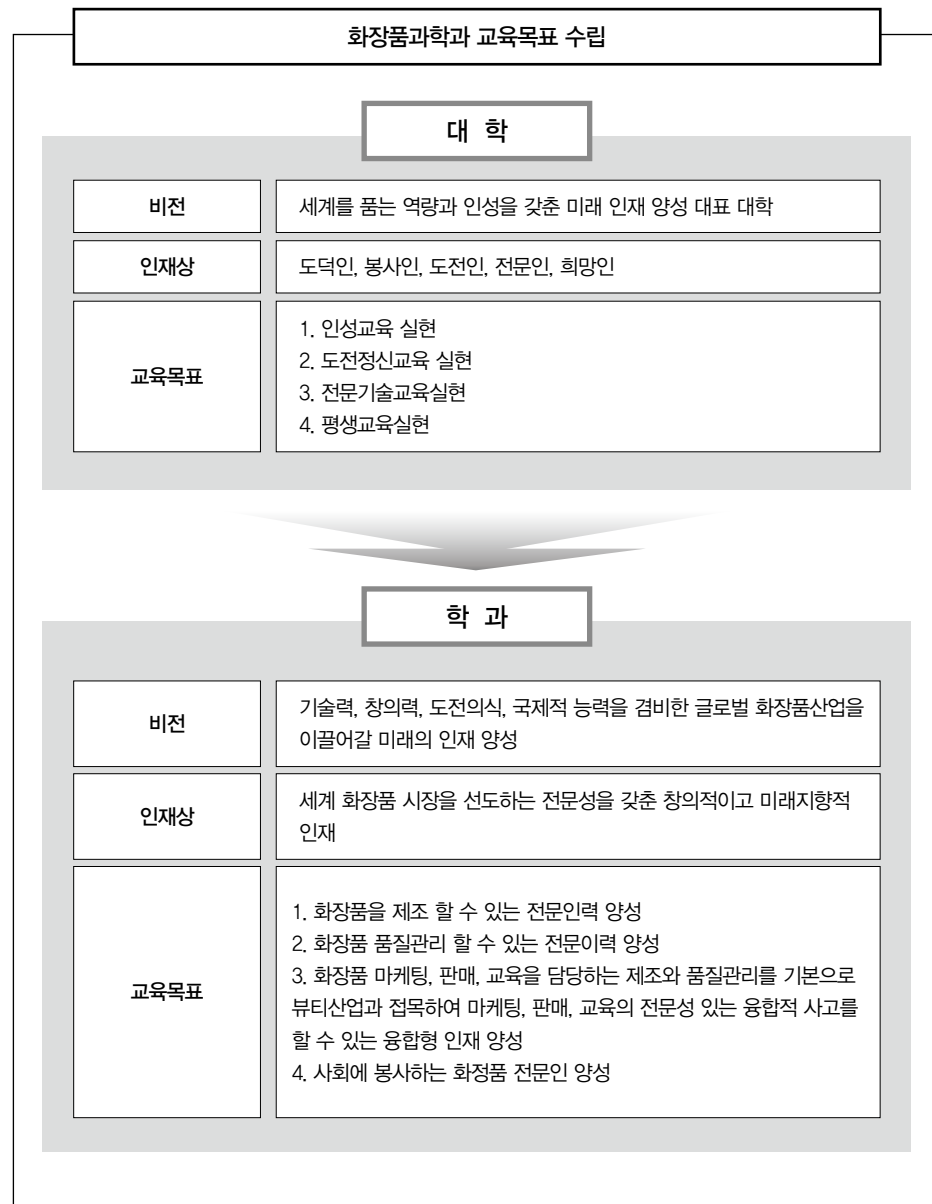 화장품과학과 교육목표 수립
대 학
비전
세계를 품는 역량과 인성을 갖춘 미래 인재 양성 대표 대학
인재상
도덕인, 봉사인, 도전인, 전문인, 희망인
교육목표
1. 인성교육 실현
2. 도전정신교육 실현
3. 전문기술교육실현
4. 평생교육실현
학 과
비전
기술력, 창의력, 도전의식, 국제적 능력을 겸비한 글로벌 화장품산업을
이끌어갈 미래의 인재 양성
인재상
세계 화장품 시장을 선도하는 전문성을 갖춘 창의적이고 미래지향적
인재
교육목표
1. 화장품을 제조 할 수 있는 전문인력 양성
2. 화장품 품질관리 할 수 있는 전문이력 양성
3. 화장품 마케팅, 판매, 교육을 담당하는 제조와 품질관리를 기본으로
뷰티산업과 접목하여 마케팅, 판매, 교육의 전문성 있는 융합적 사고를
할 수 있는 융합형 인재 양성
4. 사회에 봉사하는 화정품 전문인 양성